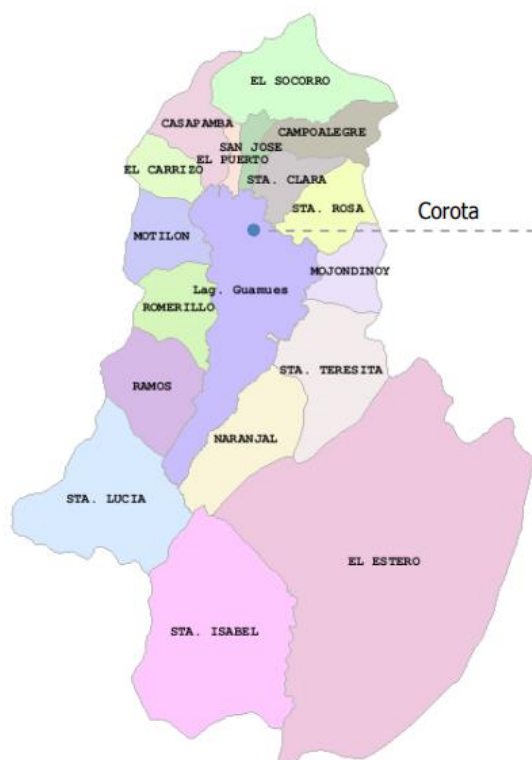 EL SOCORRO
CASAPAMBA
CAMPOALEGRE
SAN JOSE
EL PUERTO
EL CARRIZO
STA. CLARA
STA. ROSA
Corota
MOTILON
MOJONDINOY
Lag. Guamues
ROMERILLO
STA. TERESITA
RAMOS
NARANJAL
STA. LUCIA
EL ESTERO
STA. ISABEL